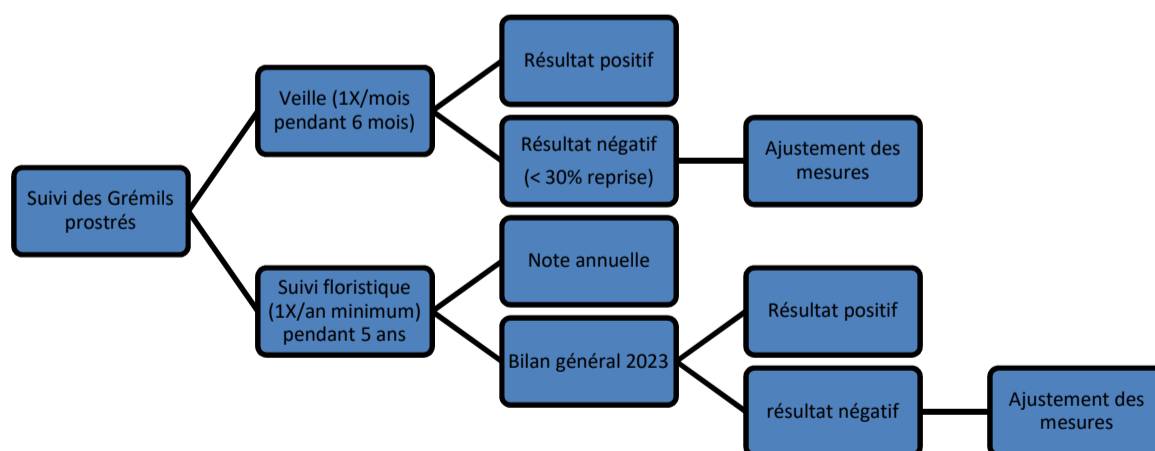 Suivi des Grémils
prostrés
Veille (1X/mois
pendant 6 mois)
Résultat positif
Résultat négatif
(< 30% reprise)
Ajustement des
mesures
Suivi floristique
(1X/an minimum)
pendant 5 ans
Note annuelle
Bilan général 2023
Résultat positif
résultat négatif
Ajustement des
mesures